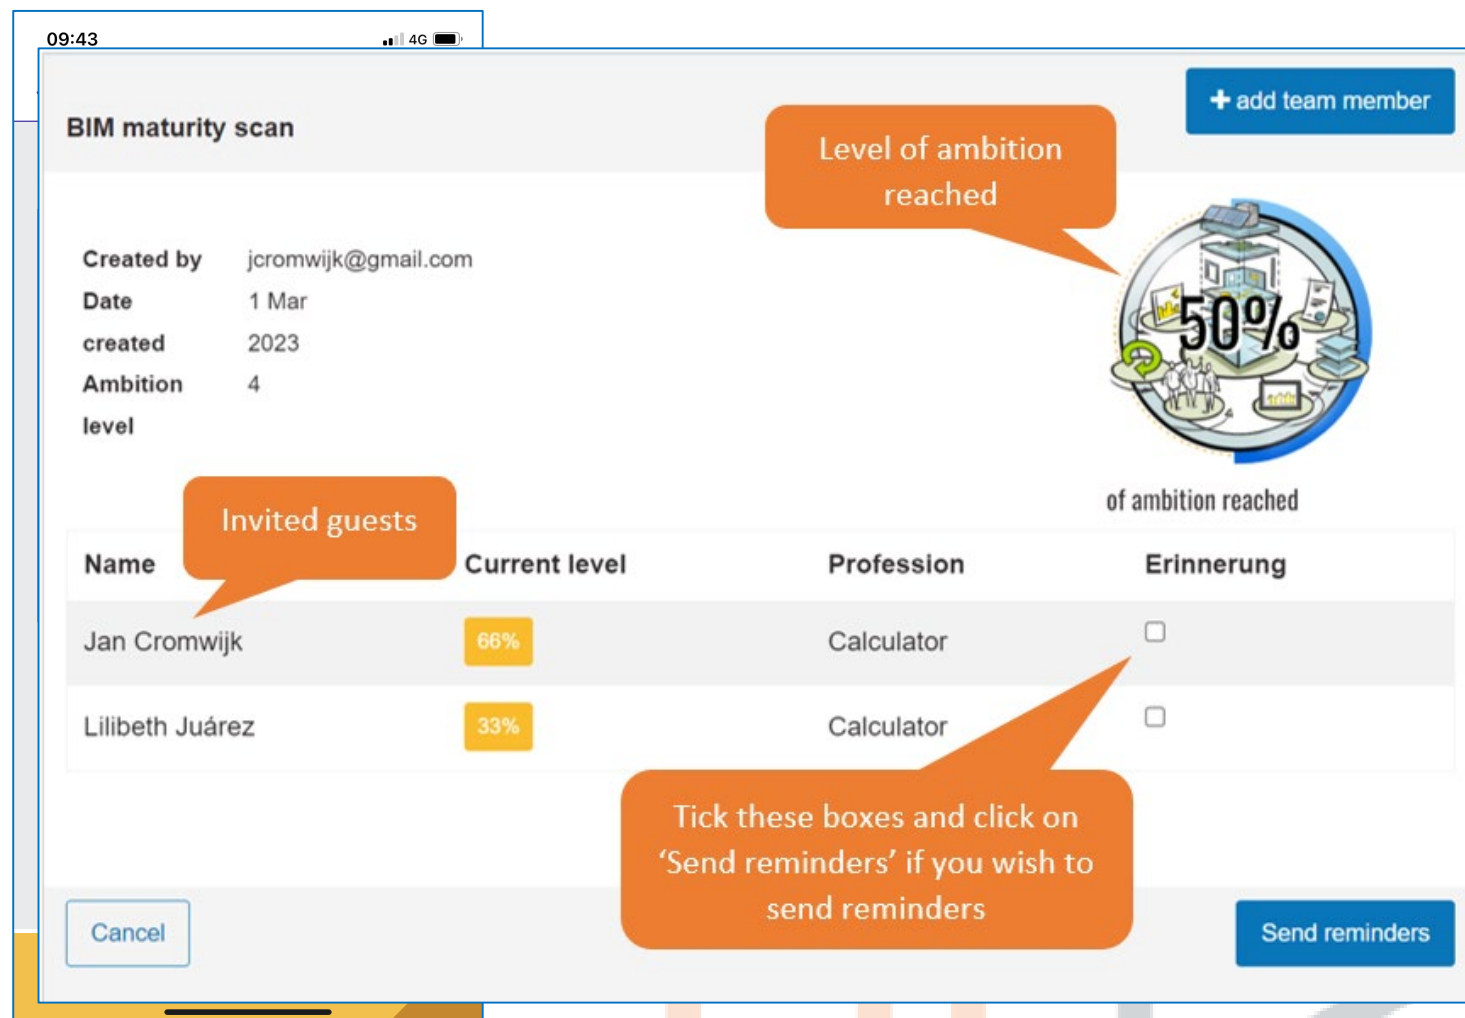 09:43 4G
BIM maturity scan
+ add team member
Level of ambition
reached
Created by jcromwijk@gmail.com
Date 1 Mar
created 2023
Ambition 4
level
50%
of ambition reached
Invited guests
Name Current level Profession Erinnerung
Jan Cromwijk 66% Calculator
Lilibeth Juárez 33% Calculator
Tick these boxes and click on
‘Send reminders’ if you wish to
send reminders
Cancel Send reminders